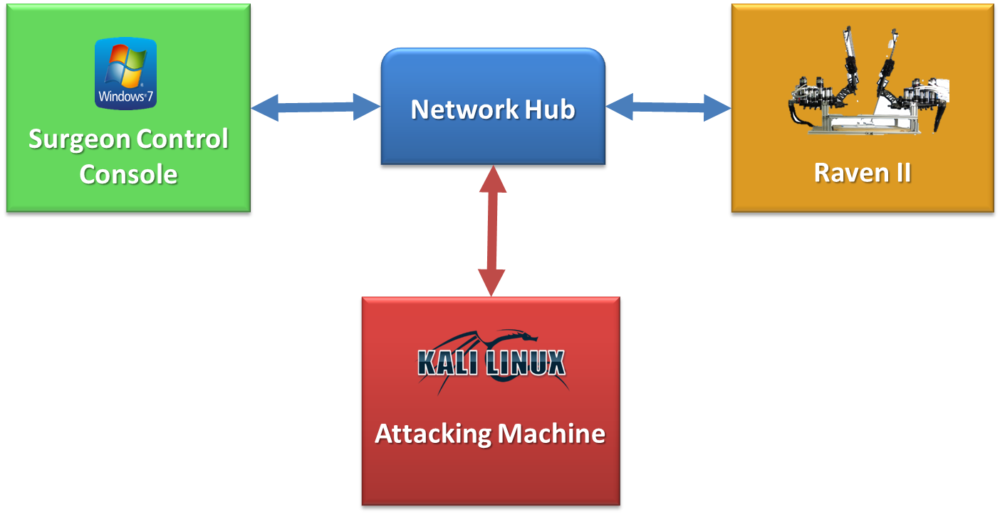 Windows®7
Surgeon Control
Console
Network Hub
Raven II
KALI LINUX
Attacking Machine